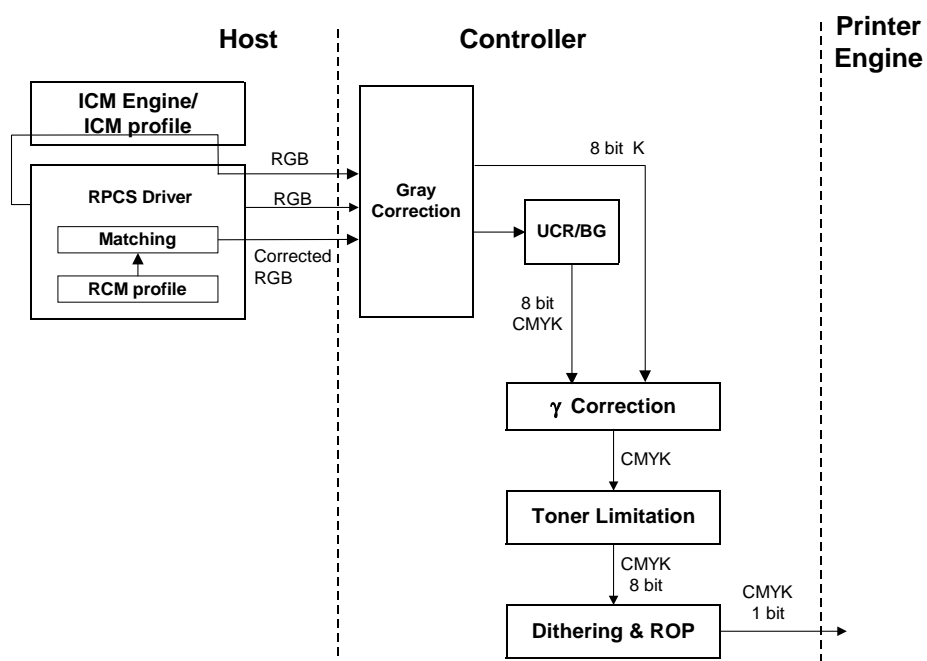 Host
Controller
Printer
Engine
ICM Engine/
ICM profile
RPCS Driver
Matching
RCM profile
RGB
RGB
Corrected
RGB
Gray
Correction
8 bit K
UCR/BG
8 bit
CMYK
γ Correction
CMYK
Toner Limitation
CMYK
8 bit
Dithering & ROP
CMYK
1 bit